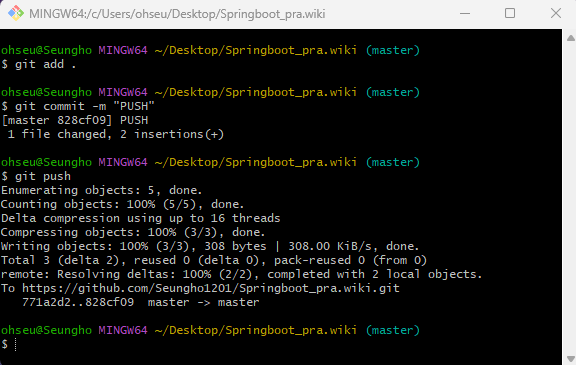 MINGW64:/c/Users/ohseu/Desktop/Springboot_pra.wiki
ohseu@Seungho MINGW64 ~/Desktop/Springboot_pra.wiki (master)
$ git add .
ohseu@Seungho MINGW64 ~/Desktop/Springboot_pra.wiki (master)
$ git commit -m "PUSH"
[master 828cf09] PUSH
1 file changed, 2 insertions(+)
ohseu@Seungho MINGW64 ~/Desktop/Springboot_pra.wiki (master)
$ git push
Enumerating objects: 5, done.
Counting objects: 100% (5/5), done.
Delta compression using up to 16 threads
Compressing objects: 100% (3/3), done.
Writing objects: 100% (3/3), 308 bytes | 308.00 KiB/s, done.
Total 3 (delta 2), reused 0 (delta 0), pack-reused 0 (from 0)
remote: Resolving deltas: 100% (2/2), completed with 2 local objects.
To https://github.com/Seungho1201/Springboot_pra.wiki.git
771a2d2..828cf09  master -> master
ohseu@Seungho MINGW64 ~/Desktop/Springboot_pra.wiki (master)
$